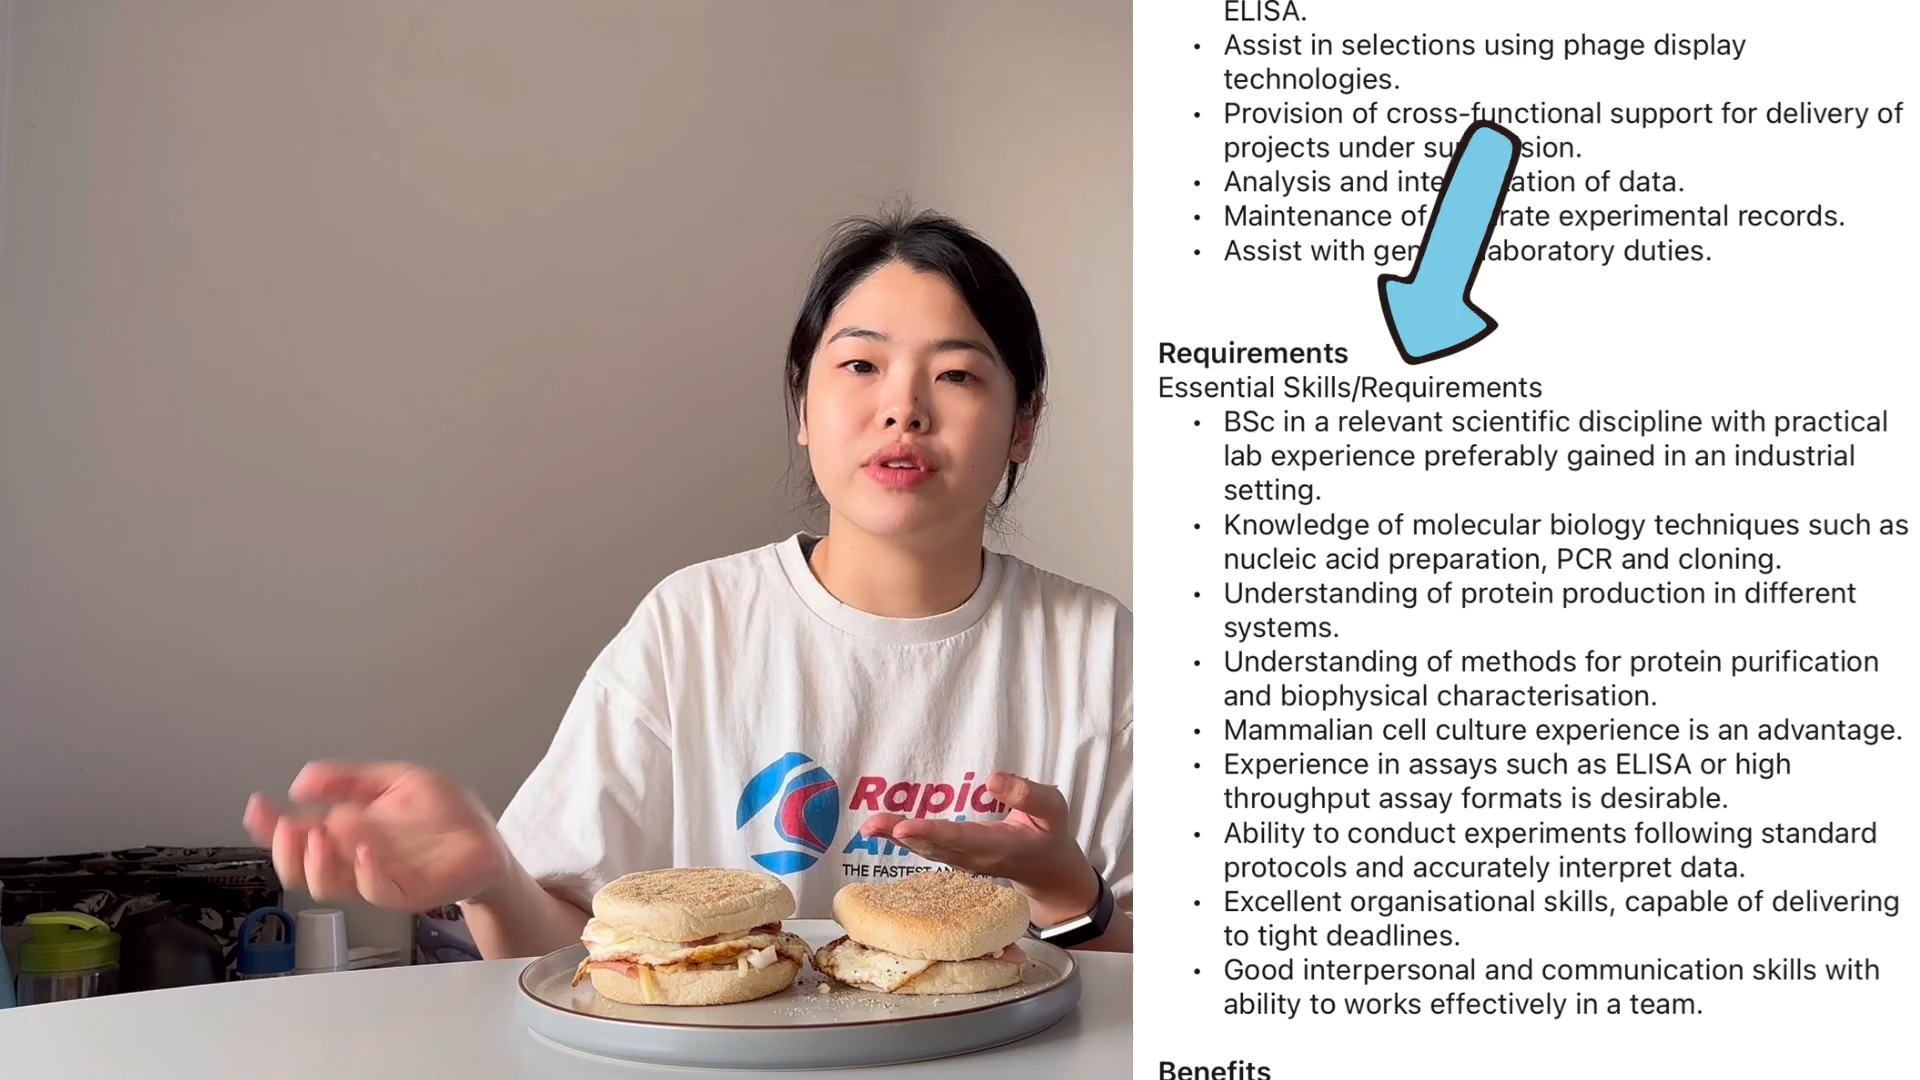 Rapid
THE FASTEST AN
ELISA.
• Assist in selections using phage display
technologies.
• Provision of cross-functional support for delivery of
projects under su sion.
• Analysis and inte ation of data.
• Maintenance of rate experimental records.
• Assist with gen laboratory duties.
Requirements
Essential Skills/Requirements
• BSc in a relevant scientific discipline with practical
lab experience preferably gained in an industrial
setting.
• Knowledge of molecular biology techniques such as
nucleic acid preparation, PCR and cloning.
• Understanding of protein production in different
systems.
• Understanding of methods for protein purification
and biophysical characterisation.
• Mammalian cell culture experience is an advantage.
• Experience in assays such as ELISA or high
throughput assay formats is desirable.
• Ability to conduct experiments following standard
protocols and accurately interpret data.
• Excellent organisational skills, capable of delivering
to tight deadlines.
• Good interpersonal and communication skills with
ability to works effectively in a team.
Benefits